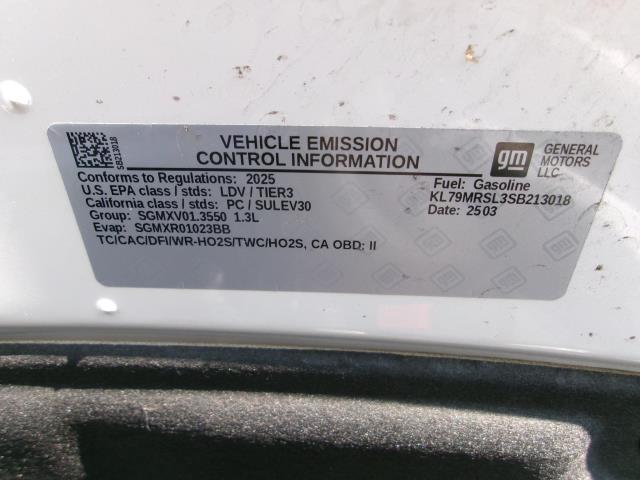 SB213018
VEHICLE EMISSION
CONTROL INFORMATION
gm
GENERAL
MOTORS
LLC.
Conforms to Regulations: 2025
U.S. EPA class / stds: LDV / TIER3
California class / stds: PC / SULEV30
Group: SGMXV01.3550 1.3L
Evap: SGMXR01023BB
TC/CAC/DFI/WR-HO2S/TWC/HO2S, CA OBD: II
Fuel: Gasoline
KL79MRSL3SB213018
Date: 2503